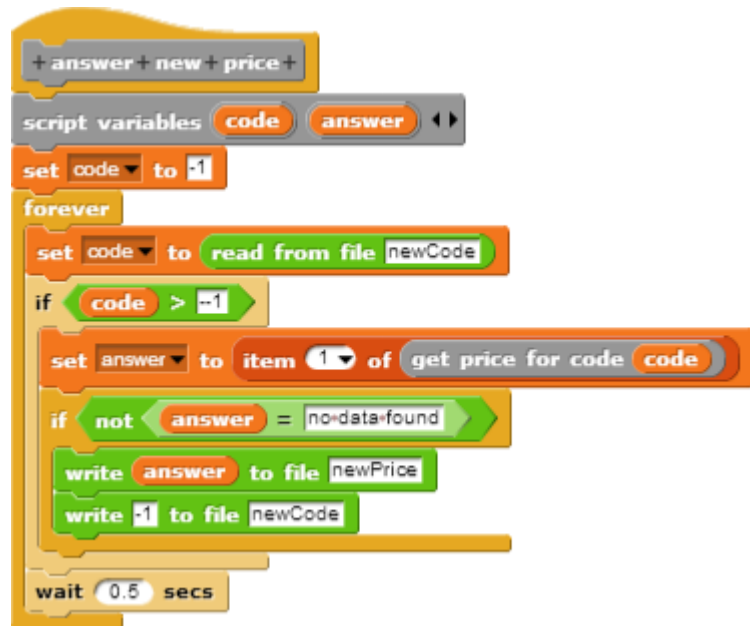 + answer + new + price +
script variables code answer
set code to -1
forever
set code to read from file newCode
if code > --1
set answer to item 1 of get price for code code
if not answer = no data found
write answer to file newPrice
write -1 to file newCode
wait 0.5 secs